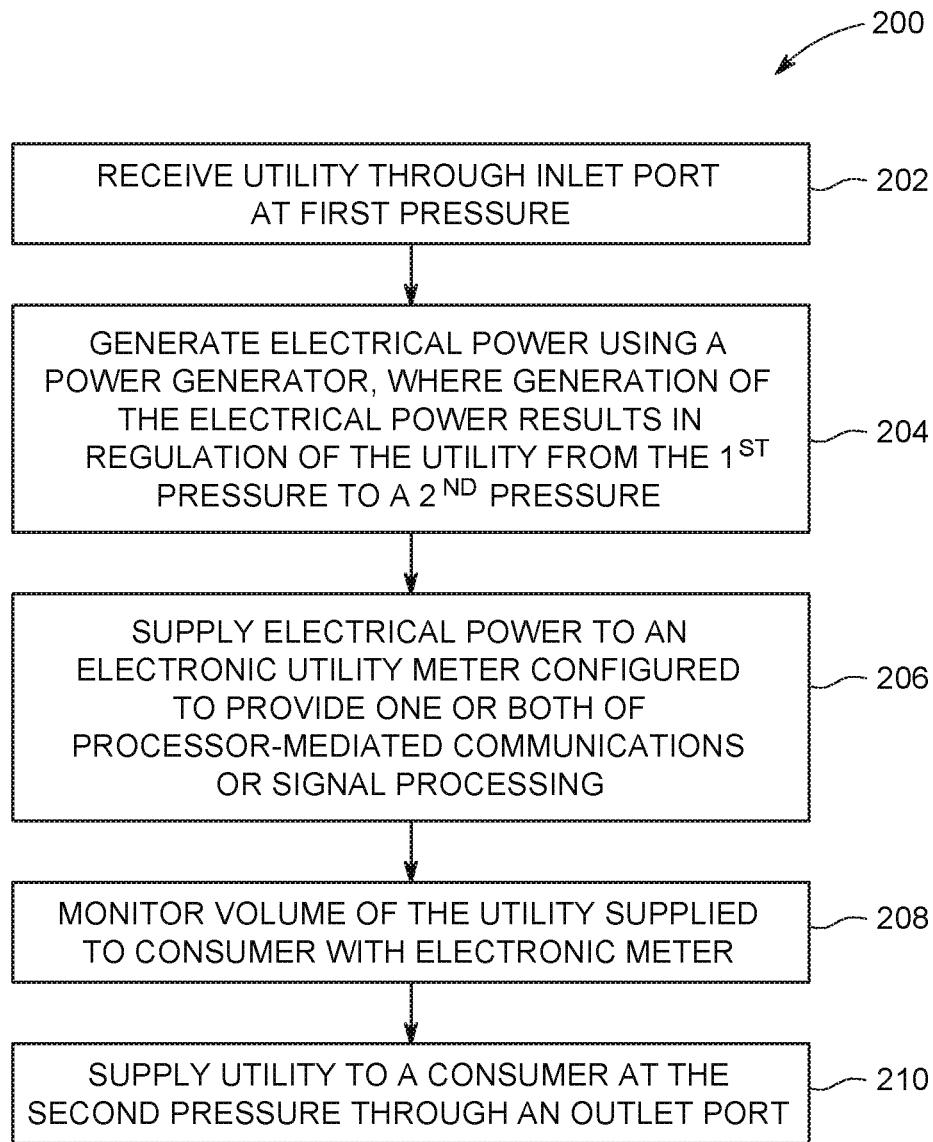 200
RECEIVE UTILITY THROUGH INLET PORT
AT FIRST PRESSURE
202
GENERATE ELECTRICAL POWER USING A
POWER GENERATOR, WHERE GENERATION OF
THE ELECTRICAL POWER RESULTS IN
REGULATION OF THE UTILITY FROM THE 1ST
PRESSURE TO A 2ND PRESSURE
204
SUPPLY ELECTRICAL POWER TO AN
ELECTRONIC UTILITY METER CONFIGURED
TO PROVIDE ONE OR BOTH OF
PROCESSOR-MEDIATED COMMUNICATIONS
OR SIGNAL PROCESSING
206
MONITOR VOLUME OF THE UTILITY SUPPLIED
TO CONSUMER WITH ELECTRONIC METER
208
SUPPLY UTILITY TO A CONSUMER AT THE
SECOND PRESSURE THROUGH AN OUTLET PORT
210